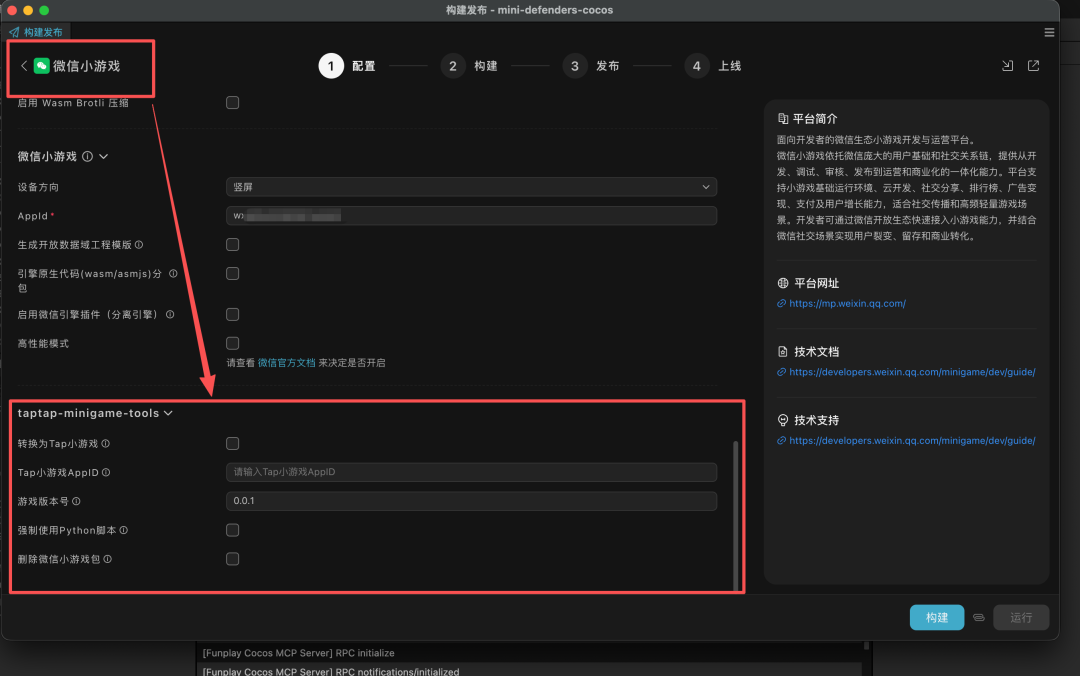 构建发布 - mini-defenders-cocos
构建发布
微信小游戏
1 配置
2 构建
3 发布
4 上线
启用 Wasm Brotli 压缩
微信小游戏
设备方向
竖屏
AppId*
生成开放数据域工程模版
引擎原生代码(wasm/asmjs)分
包
启用微信引擎插件（分离引擎）
高性能模式
请查看 微信官方文档 来决定是否开启
taptap-minigame-tools
转换为Tap小游戏
Tap小游戏AppID
请输入Tap小游戏AppID
游戏版本号
0.0.1
强制使用Python脚本
删除微信小游戏包
平台简介
面向开发者的微信生态小游戏开发与运营平台。
微信小游戏依托微信庞大的用户基础和社交关系链，提供从开
发、调试、审核、发布到运营和商业化的一体化能力。平台支
持小游戏基础运行环境、云开发、社交分享、排行榜、广告变
现、支付及用户增长能力，适合社交传播和高频轻量游戏场
景。开发者可通过微信开放生态快速接入小游戏能力，并结合
微信社交场景实现用户裂变、留存和商业转化。
平台网址
https://mp.weixin.qq.com/
技术文档
https://developers.weixin.qq.com/minigame/dev/guide/
技术支持
https://developers.weixin.qq.com/minigame/dev/guide/
构建
运行
[Funplay Cocos MCP Server] RPC initialize
[Funplay Cocos MCP Server] RPC notifications/initialized